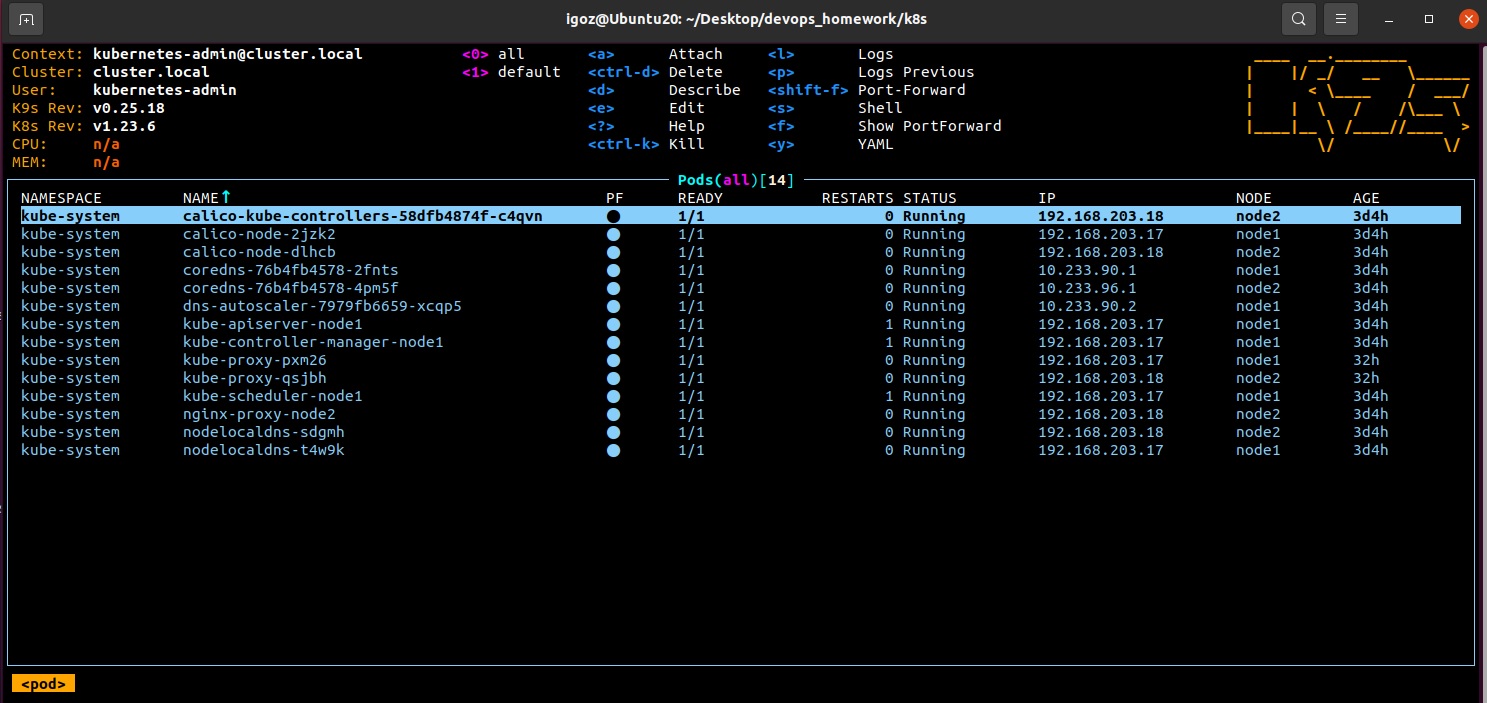 igoz@Ubuntu20: ~/Desktop/devops_homework/k8s
Context: kubernetes-admin@cluster.local <0> all <a> Attach <l> Logs
Cluster: cluster.local <1> default <ctrl-d> Delete <p> Logs Previous
User: kubernetes-admin <d> Describe <shift-f> Port-Forward
K9s Rev: v0.25.18 <e> Edit <s> Shell
K8s Rev: v1.23.6 <?> Help <f> Show PortForward
CPU: n/a <ctrl-k> Kill <y> YAML
MEM: n/a
K9s
Pods(all)[14]
NAMESPACE NAME↑ PF READY RESTARTS STATUS IP NODE AGE
kube-system calico-kube-controllers-58dfb4874f-c4qvn ● 1/1 0 Running 192.168.203.18 node2 3d4h
kube-system calico-node-2jzk2 ● 1/1 0 Running 192.168.203.17 node1 3d4h
kube-system calico-node-dlhcb ● 1/1 0 Running 192.168.203.18 node2 3d4h
kube-system coredns-76b4fb4578-2fnts ● 1/1 0 Running 10.233.90.1 node1 3d4h
kube-system coredns-76b4fb4578-4pm5f ● 1/1 0 Running 10.233.96.1 node2 3d4h
kube-system dns-autoscaler-7979fb6659-xcqp5 ● 1/1 0 Running 10.233.90.2 node1 3d4h
kube-system kube-apiserver-node1 ● 1/1 1 Running 192.168.203.17 node1 3d4h
kube-system kube-controller-manager-node1 ● 1/1 1 Running 192.168.203.17 node1 3d4h
kube-system kube-proxy-pxm26 ● 1/1 0 Running 192.168.203.17 node1 32h
kube-system kube-proxy-qsjbh ● 1/1 0 Running 192.168.203.18 node2 32h
kube-system kube-scheduler-node1 ● 1/1 1 Running 192.168.203.17 node1 3d4h
kube-system nginx-proxy-node2 ● 1/1 0 Running 192.168.203.18 node2 3d4h
kube-system nodelocaldns-sdgmh ● 1/1 0 Running 192.168.203.18 node2 3d4h
kube-system nodelocaldns-t4w9k ● 1/1 0 Running 192.168.203.17 node1 3d4h
<pod>